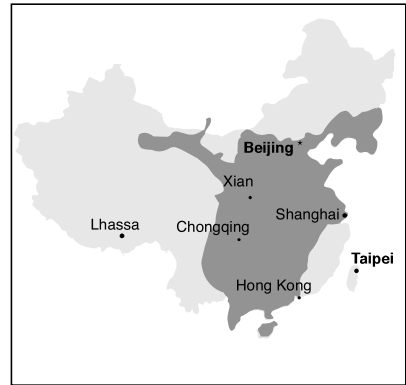 Beijing
Xian
Lhassa
Chongqing
Shanghai
Taipei
Hong Kong